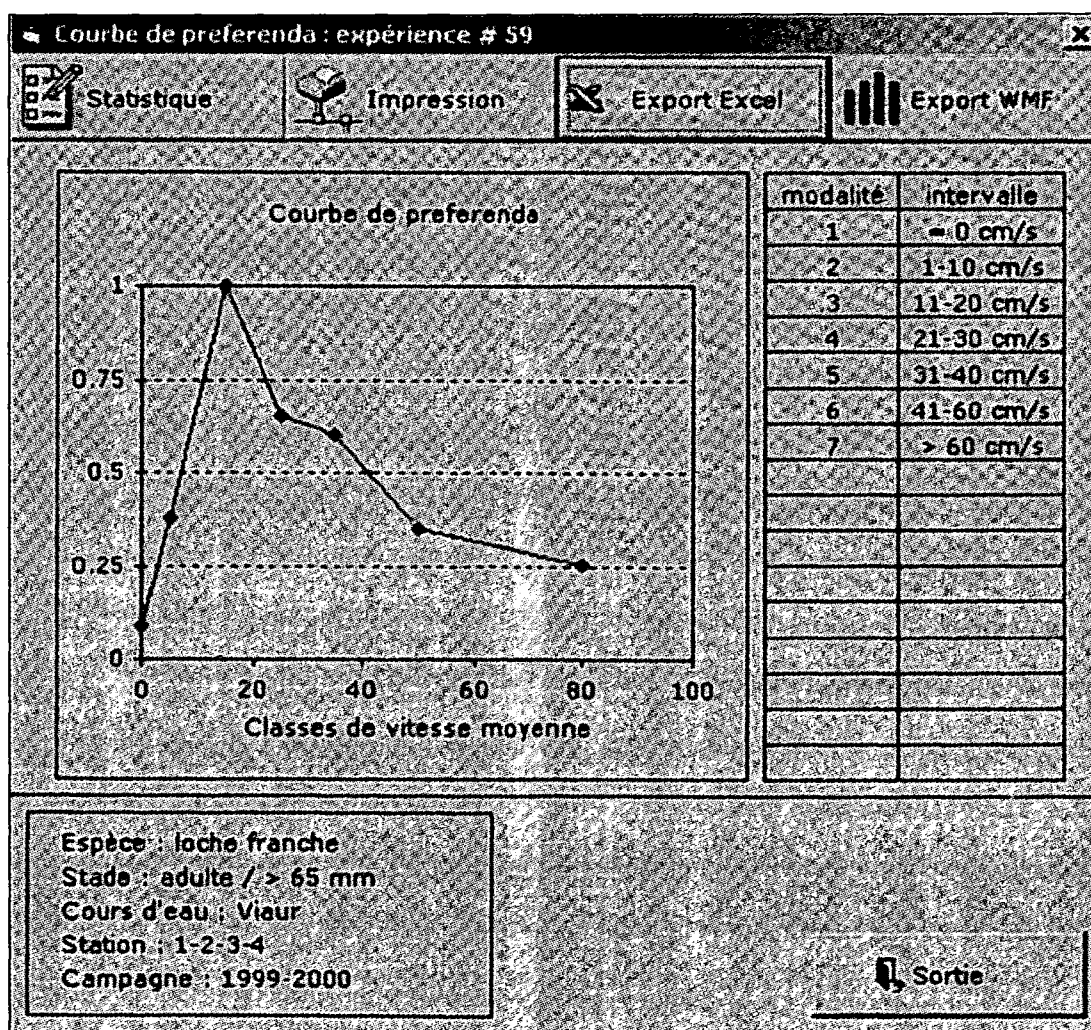 Courbe de preferenda : expérience # 59
Statistique Impression Export Excel Export WMF
Courbe de preferenda
1
0.75
0.5
0.25
0
0 20 40 60 80 100
Classes de vitesse moyenne
modalité intervalle
1 = 0 cm/s
2 1-10 cm/s
3 11-20 cm/s
4 21-30 cm/s
5 31-40 cm/s
6 41-60 cm/s
7 > 60 cm/s
Espèce : loche franche
Stade : adulte / > 65 mm
Cours d'eau : Viaur
Station : 1-2-3-4
Campagne : 1999-2000
Sortie